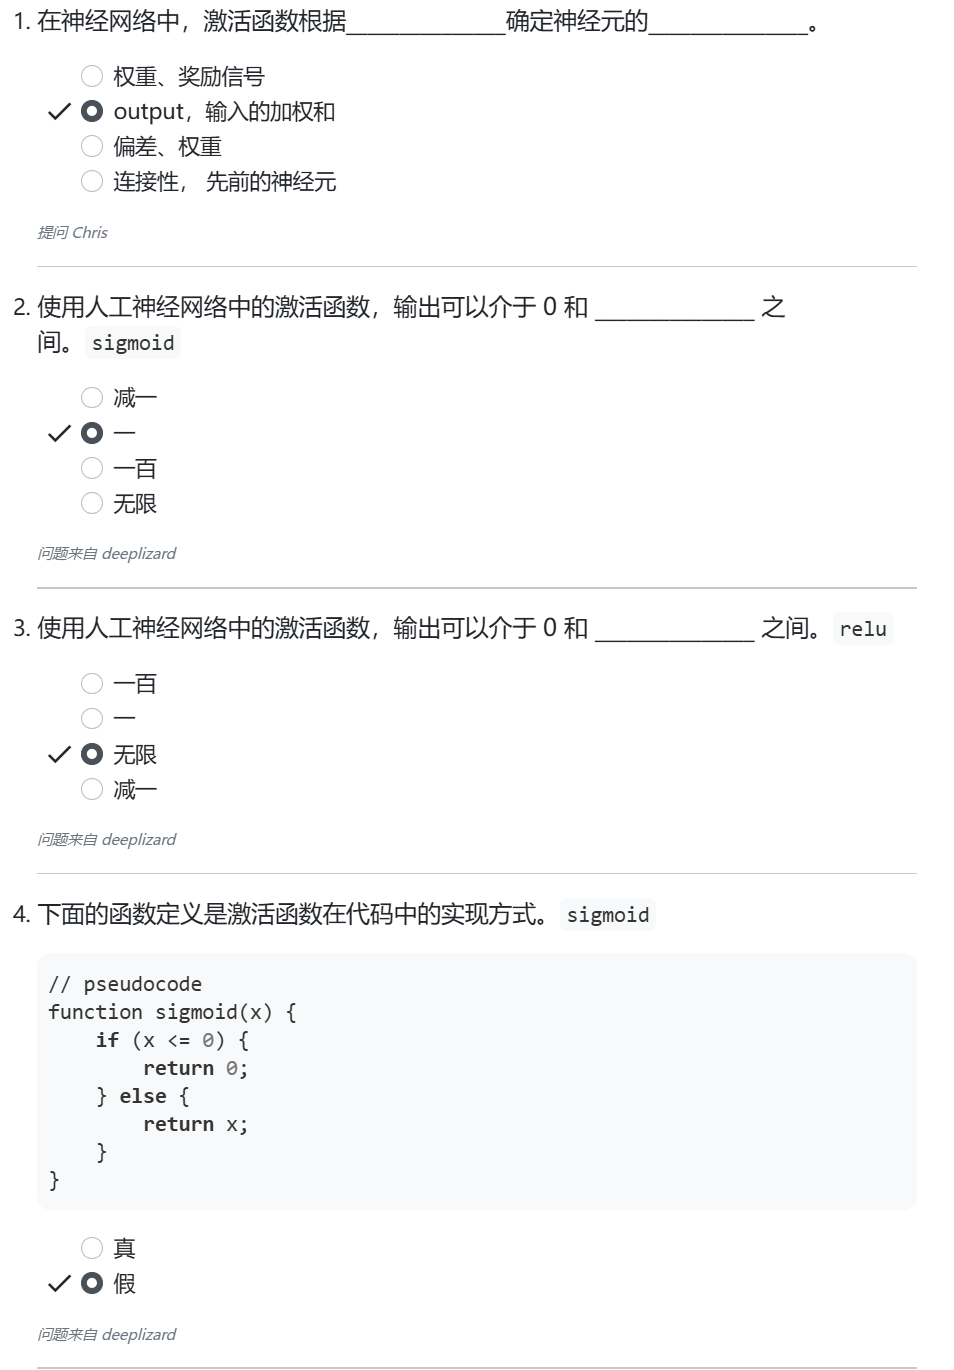 1. 在神经网络中，激活函数根据_______________确定神经元的_______________。
权重、奖励信号
output，输入的加权和
偏差、权重
连接性， 先前的神经元
提问 Chris
2. 使用人工神经网络中的激活函数，输出可以介于 0 和 _______________ 之
间。 sigmoid
减一
一
一百
无限
问题来自 deeplizard
3. 使用人工神经网络中的激活函数，输出可以介于 0 和 _______________ 之间。 relu
一百
一
无限
减一
问题来自 deeplizard
4. 下面的函数定义是激活函数在代码中的实现方式。 sigmoid
// pseudocode
function sigmoid(x) {
    if (x <= 0) {
        return 0;
    } else {
        return x;
    }
}
真
假
问题来自 deeplizard